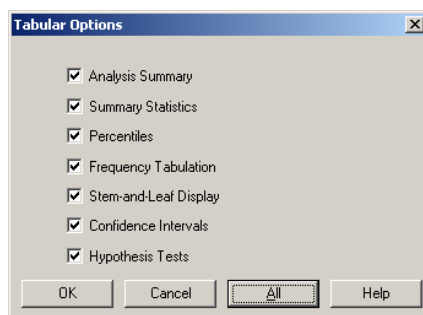 Tabular Options
Analysis Summary
Summary Statistics
Percentiles
Frequency Tabulation
Stem-and-Leaf Display
Confidence Intervals
Hypothesis Tests
OK Cancel All Help